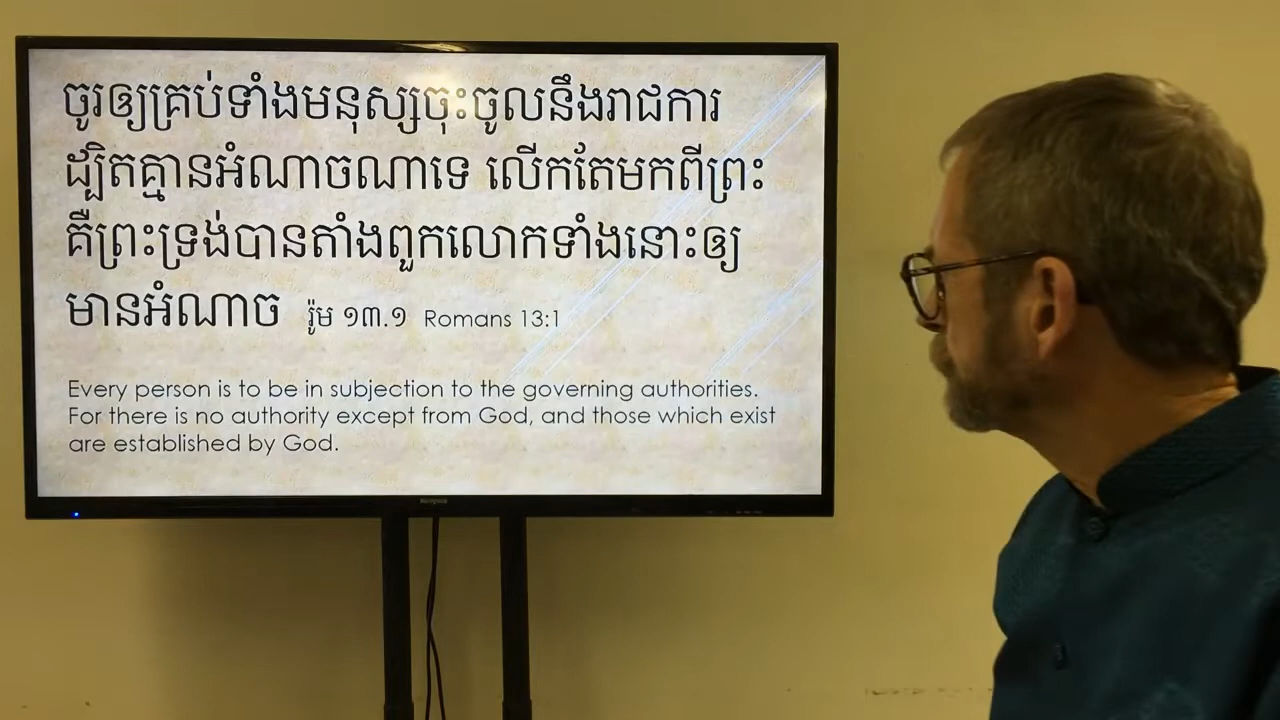 ចូរឲ្យគ្រប់ទាំងមនុស្សចុះចូលនឹងរាជការ
ដ្បិតគ្មានអំណាចណាទេ លើកតែមកពីព្រះ
គឺព្រះទ្រង់បានតាំងពួកលោកទាំងនោះឲ្យ
មានអំណាច រ៉ូម ១៣.១ Romans 13:1
Every person is to be in subjection to the governing authorities.
For there is no authority except from God, and those which exist
are established by God.